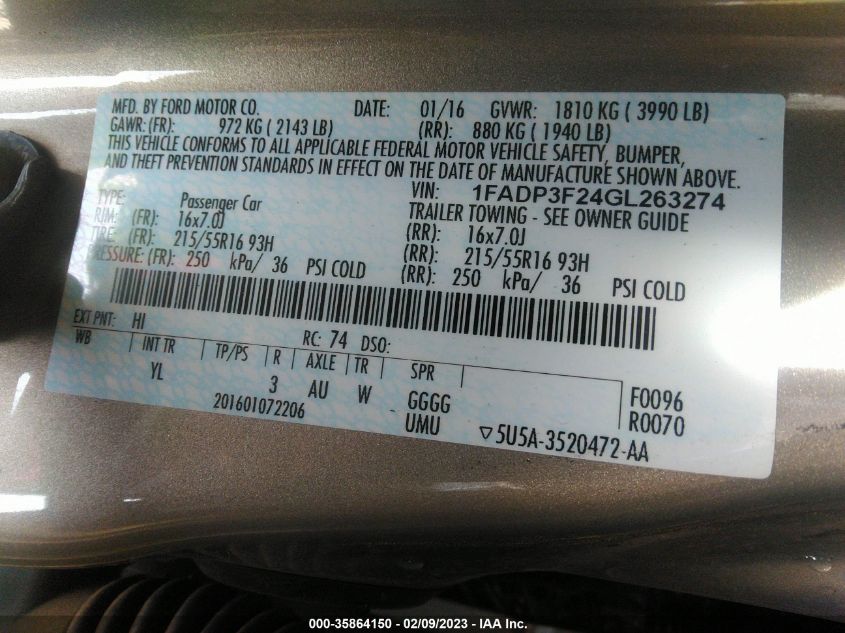 MFD. BY FORD MOTOR CO. DATE: 01/16 GVWR: 1810 KG ( 3990 LB)
GAWR: (FR): 972 KG ( 2143 LB) (RR): 880 KG ( 1940 LB)
THIS VEHICLE CONFORMS TO ALL APPLICABLE FEDERAL MOTOR VEHICLE SAFETY, BUMPER,
AND THEFT PREVENTION STANDARDS IN EFFECT ON THE DATE OF MANUFACTURE SHOWN ABOVE.
VIN: 1FADP3F24GL263274
TYPE: Passenger Car TRAILER TOWING - SEE OWNER GUIDE
RIM: (FR): 16x7.0J (RR): 16x7.0J
TIRE: (FR): 215/55R16 93H (RR): 215/55R16 93H
PRESSURE: (FR): 250 kPa/ 36 PSI COLD (RR): 250 kPa/ 36 PSI COLD
EXT PNT: HI RC: 74 DSO:
WB INT TR TP/PS R AXLE TR SPR
YL 3 AU W GGGG F0096
201601072206 UMU R0070
▽5U5A-3520472-AA
000-35864150 - 02/09/2023 - IAA Inc.